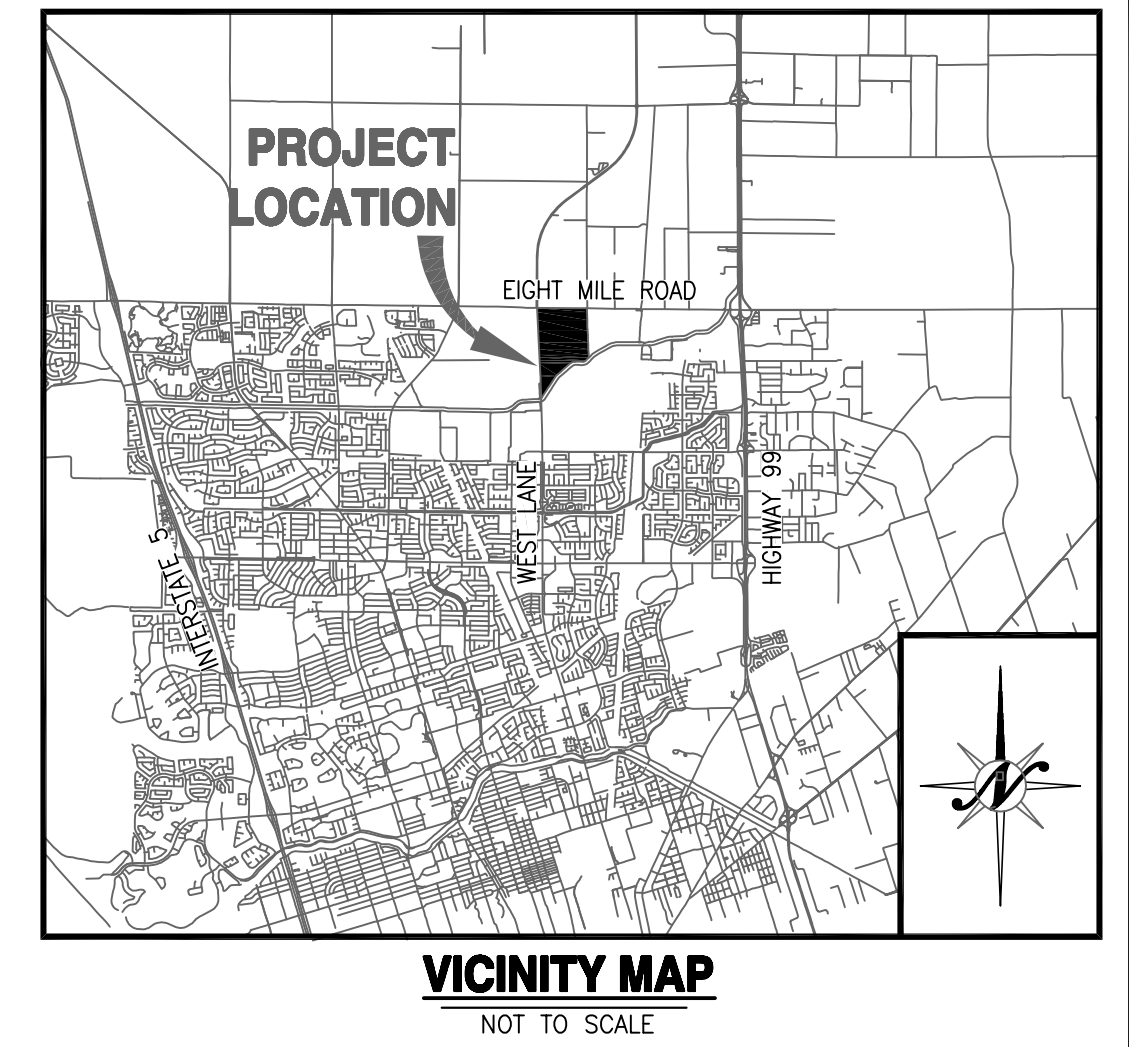 PROJECT
LOCATION
EIGHT MILE ROAD
WEST LANE
HIGHWAY 99
INTERSTATE 5
N
VICINITY MAP
NOT TO SCALE